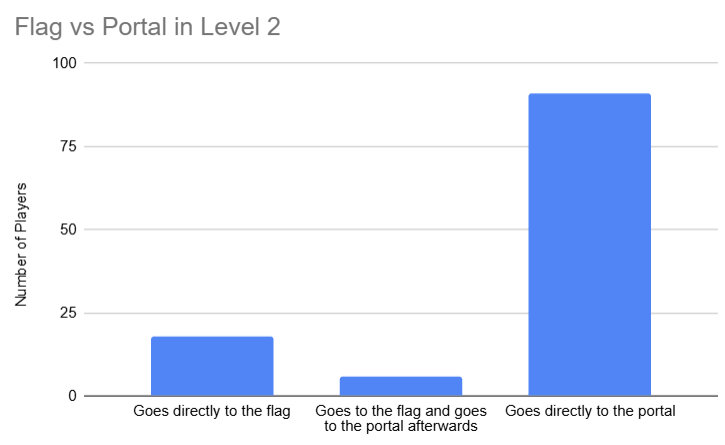 Flag vs Portal in Level 2
100
75
50
25
0
Number of Players
Goes directly to the flag
Goes to the flag and goes
to the portal afterwards
Goes directly to the portal